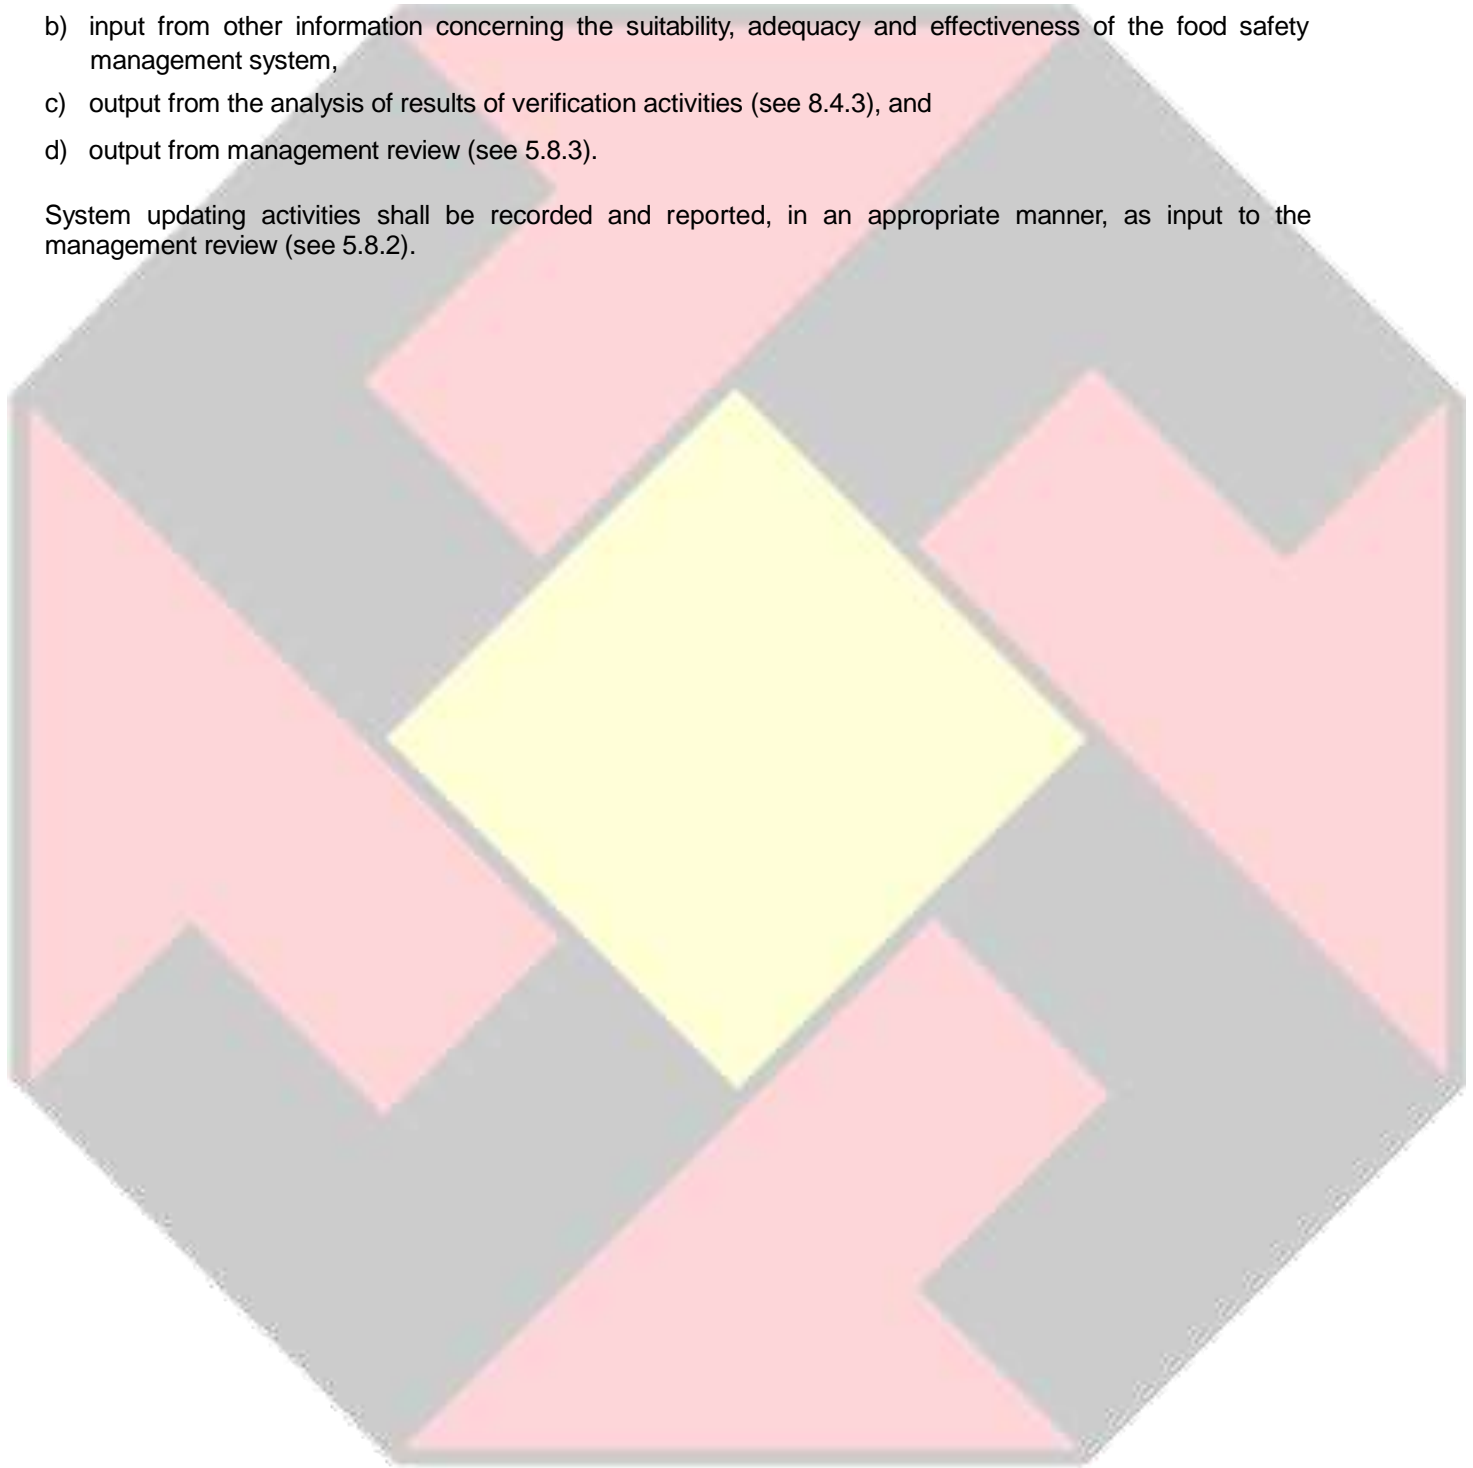 b) input from other information concerning the suitability, adequacy and effectiveness of the food safety
management system,
c) output from the analysis of results of verification activities (see 8.4.3), and
d) output from management review (see 5.8.3).
System updating activities shall be recorded and reported, in an appropriate manner, as input to the
management review (see 5.8.2).